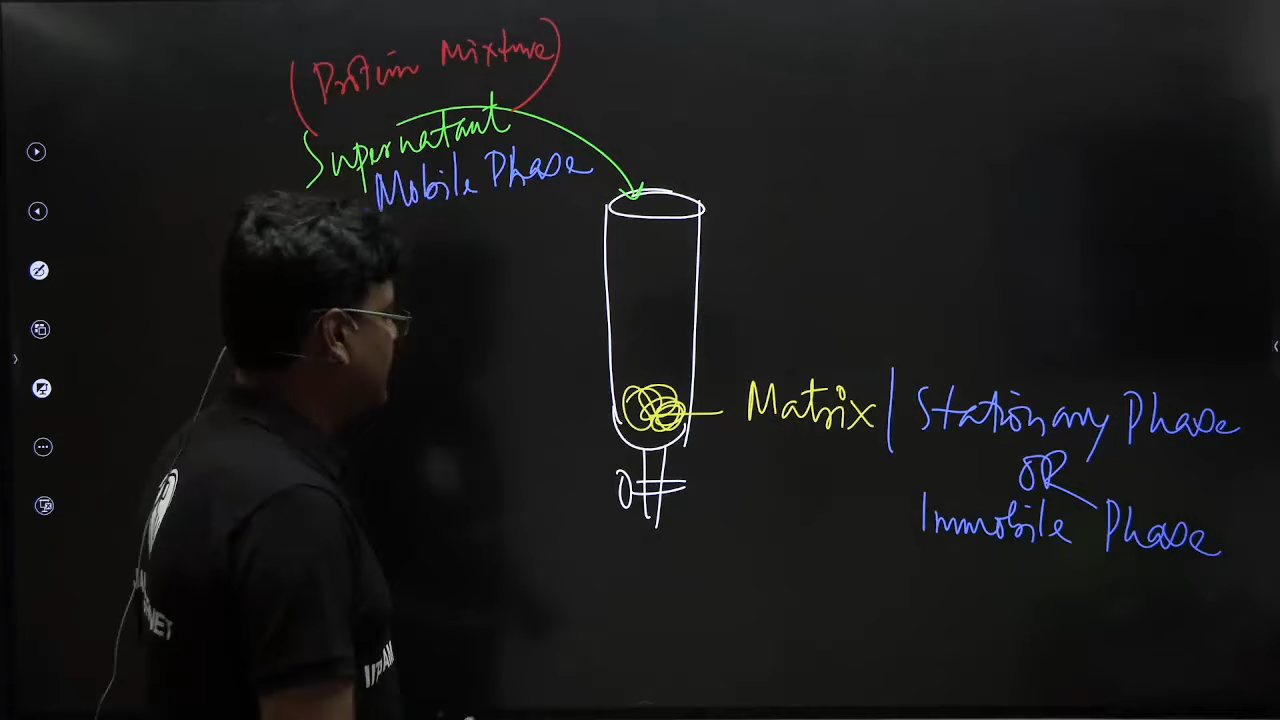 (Protein Mixture)
Supernatant
Mobile Phase
Matrix / Stationary Phase
OR
Immobile Phase